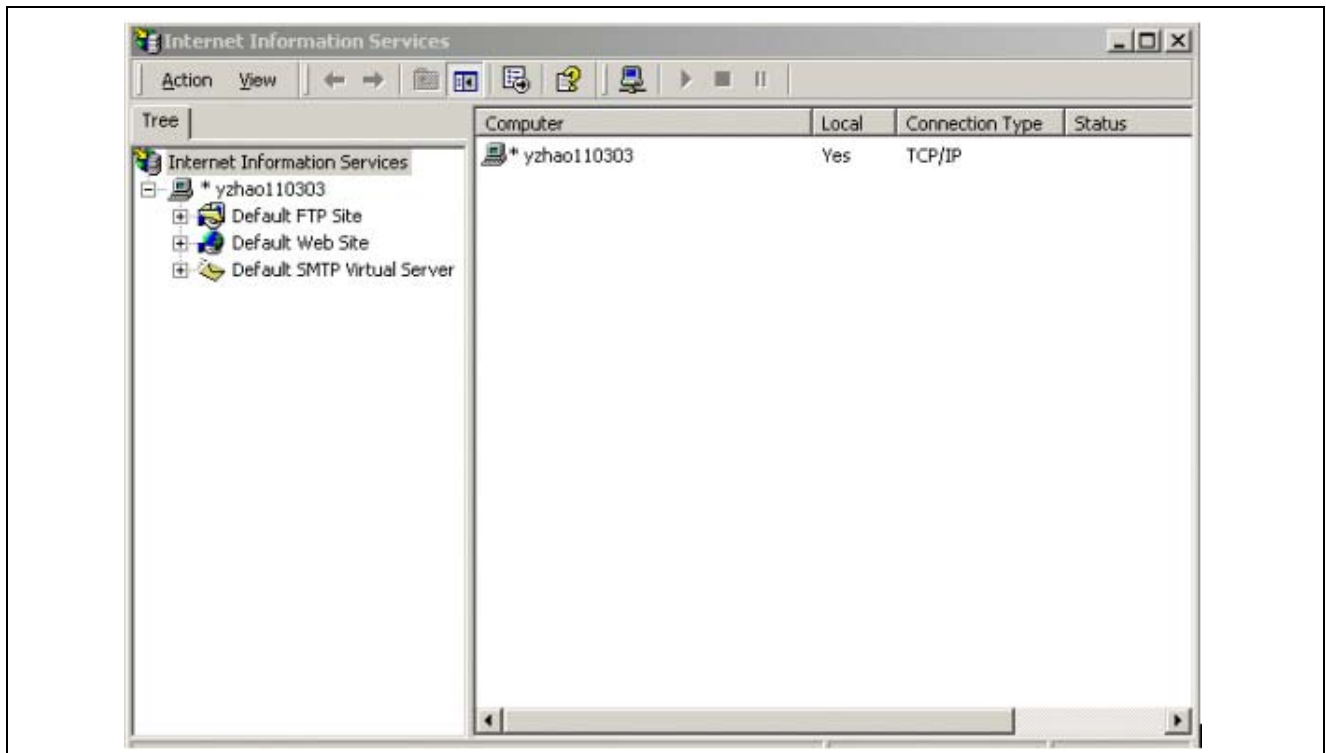 Internet Information Services
Action View
Tree
Computer Local Connection Type Status
Internet Information Services
* yzhao110303
Default FTP Site
Default Web Site
Default SMTP Virtual Server
* yzhao110303 Yes TCP/IP